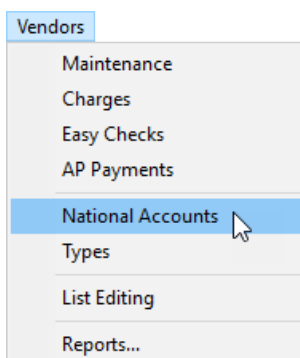 Vendors
Maintenance
Charges
Easy Checks
AP Payments
National Accounts
Types
List Editing
Reports...